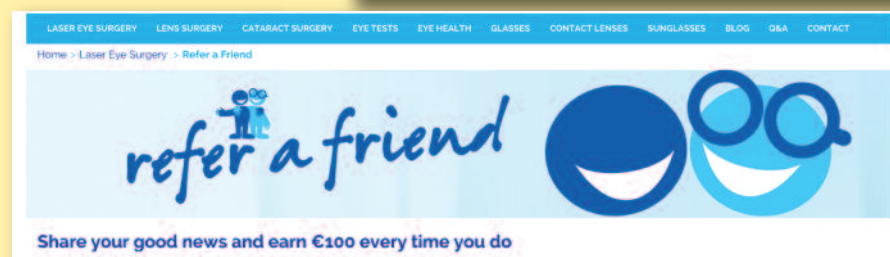 LASER EYE SURGERY LENS SURGERY CATARACT SURGERY EYE TESTS EYE HEALTH GLASSES CONTACT LENSES SUNGLASSES BLOG Q&A CONTACT
Home > Laser Eye Surgery > Refer a Friend
refer a friend
Share your good news and earn €100 every time you do